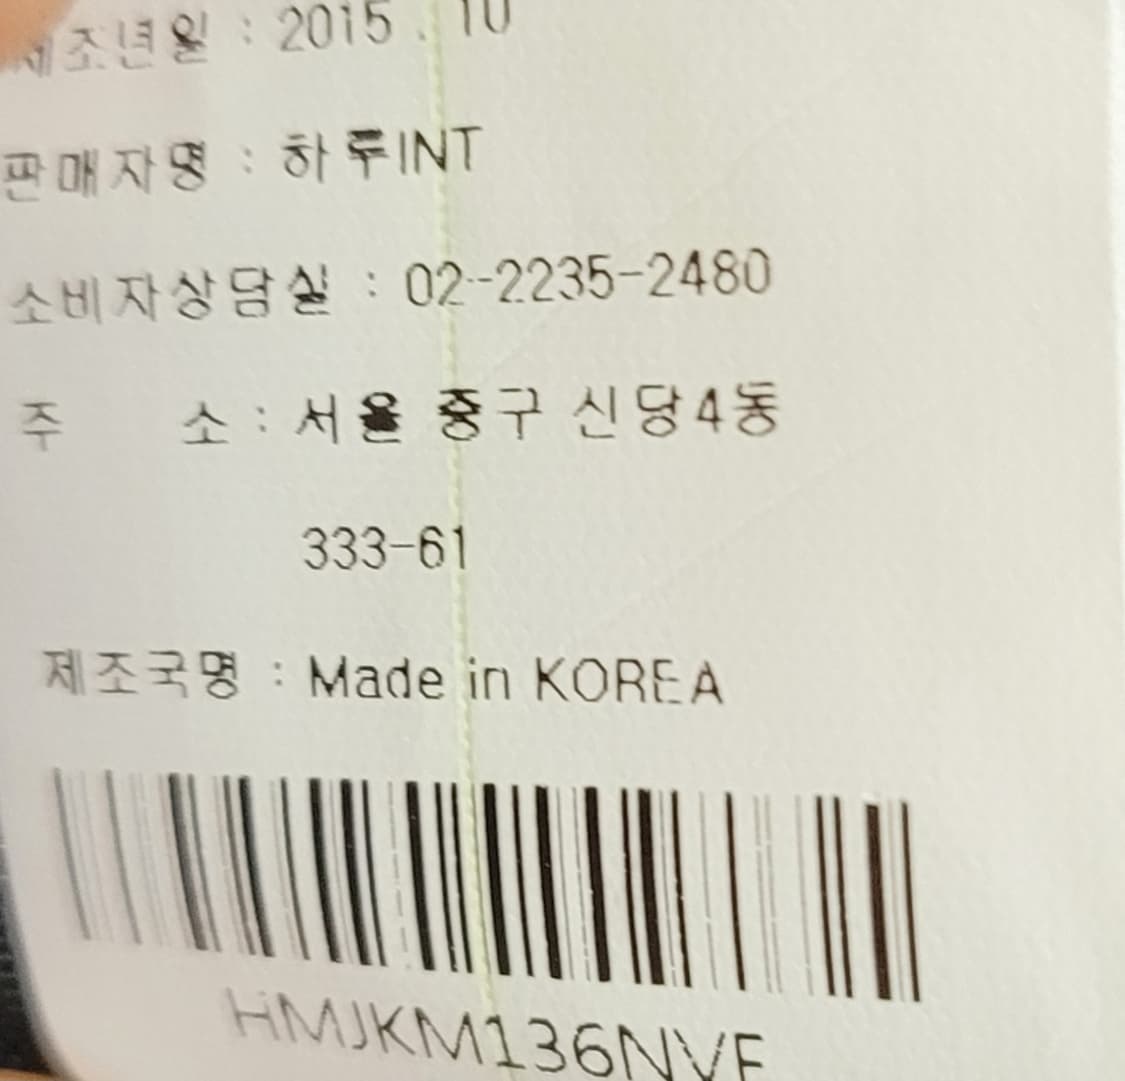 제조년일 : 2015 . 10
판매자명 : 하루INT
소비자상담실 : 02-2235-2480
주 소 : 서울 중구 신당4동
333-61
제조국명 : Made in KOREA
HMJKM136NVF